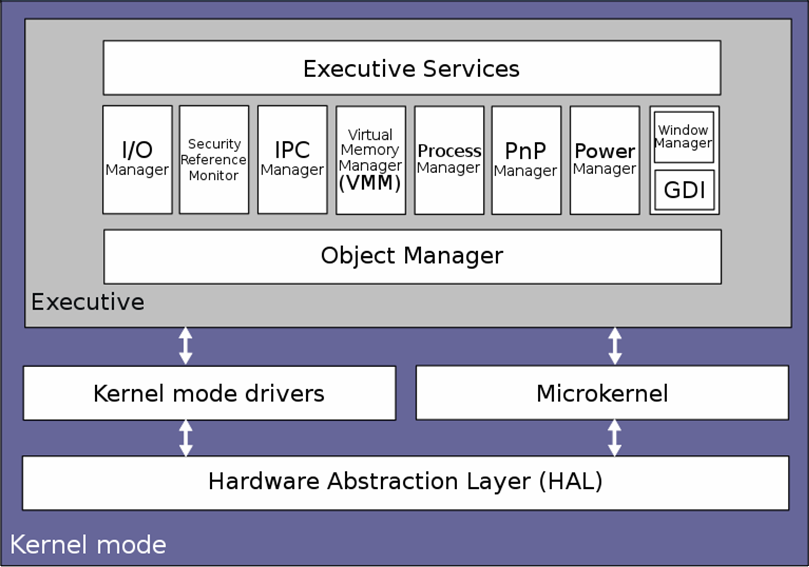 Executive Services
I/O
Manager
Security
Reference
Monitor
IPC
Manager
Virtual
Memory
Manager
(VMM)
Process
Manager
PnP
Manager
Power
Manager
Window
Manager
GDI
Object Manager
Executive
Kernel mode drivers
Microkernel
Hardware Abstraction Layer (HAL)
Kernel mode